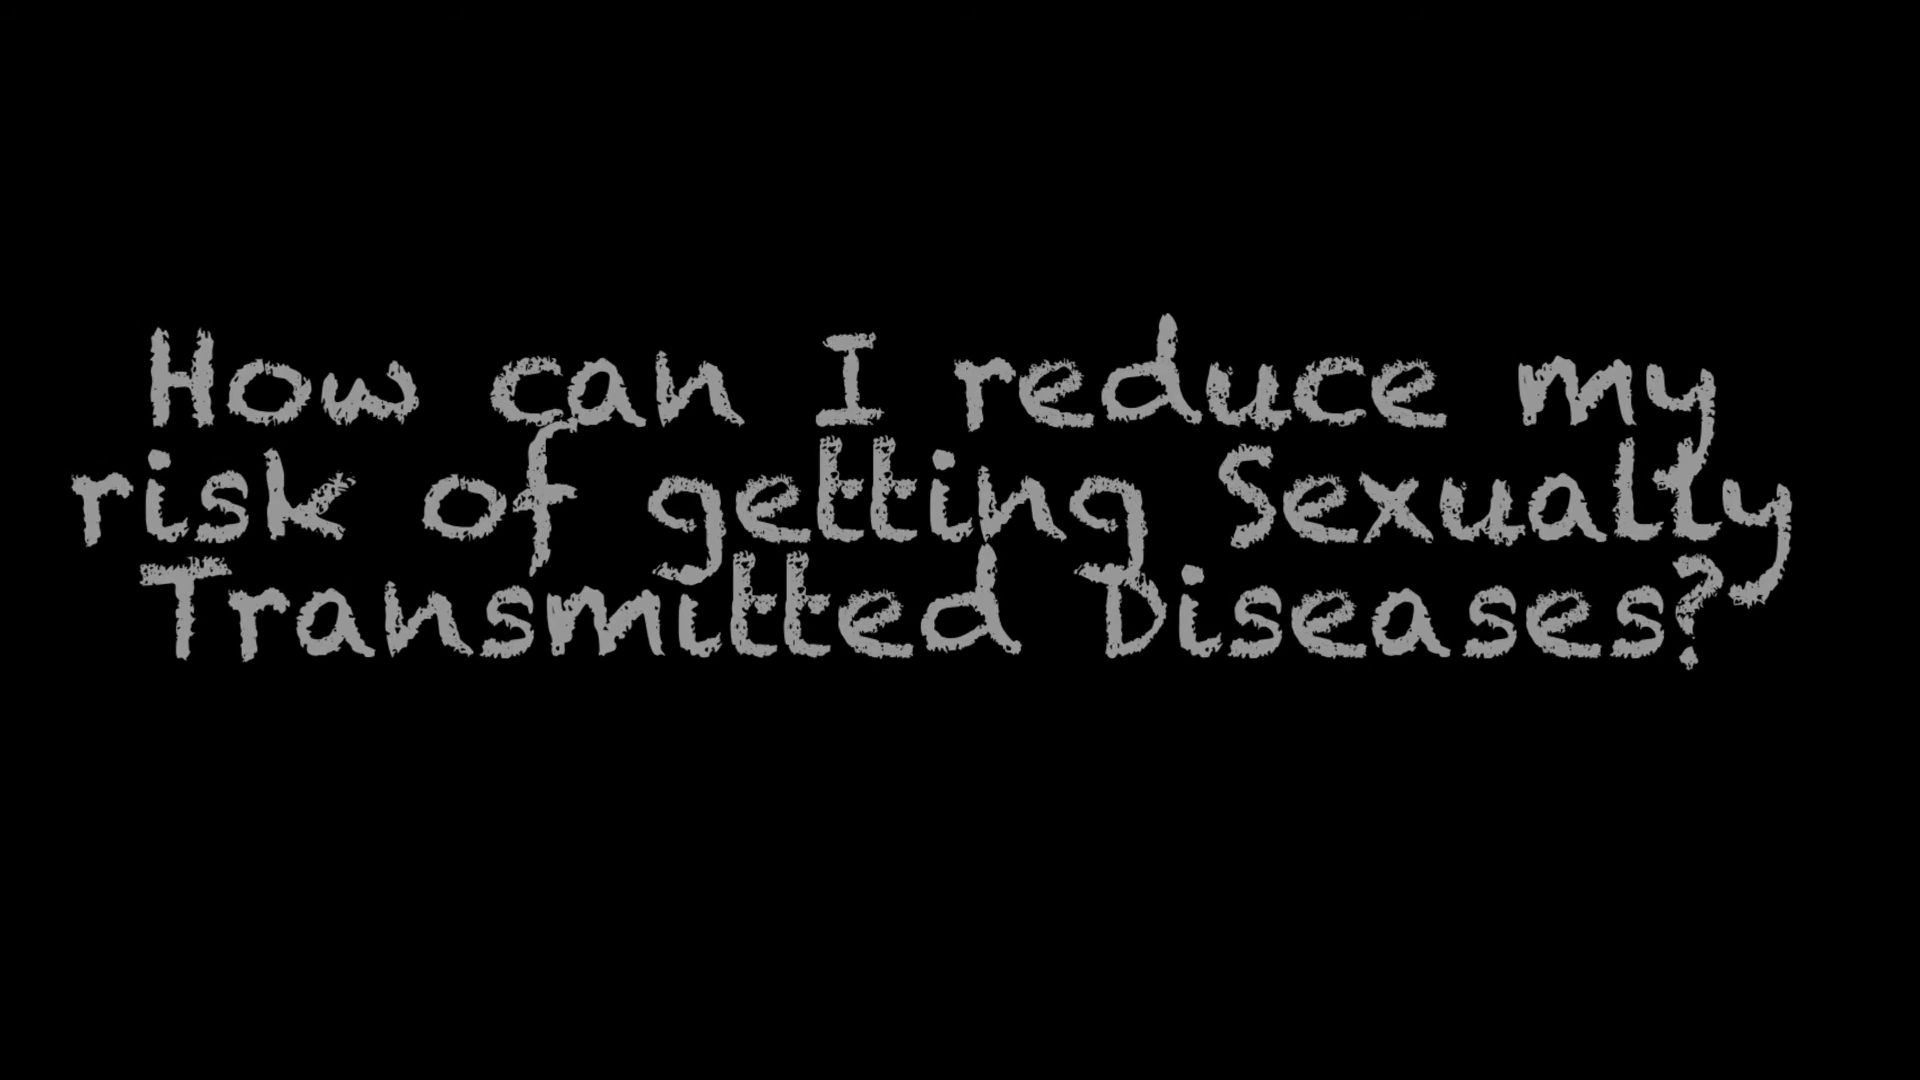 How can I reduce my
risk of getting Sexually
Transmitted Diseases?